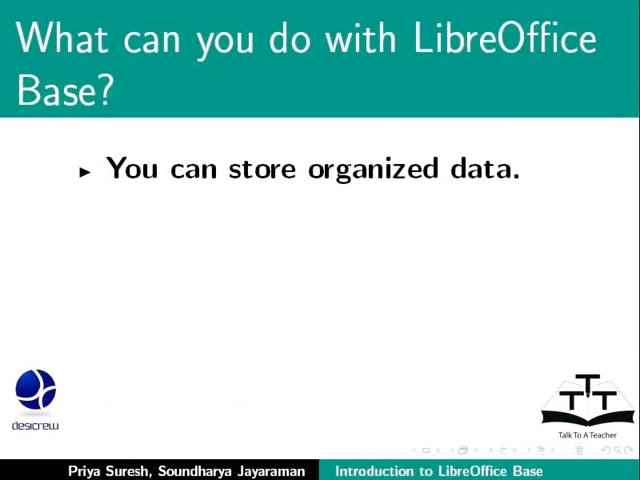 What can you do with LibreOffice
Base?
You can store organized data.
desicrew
TTT
Talk To A Teacher
Priya Suresh, Soundharya Jayaraman
Introduction to LibreOffice Base